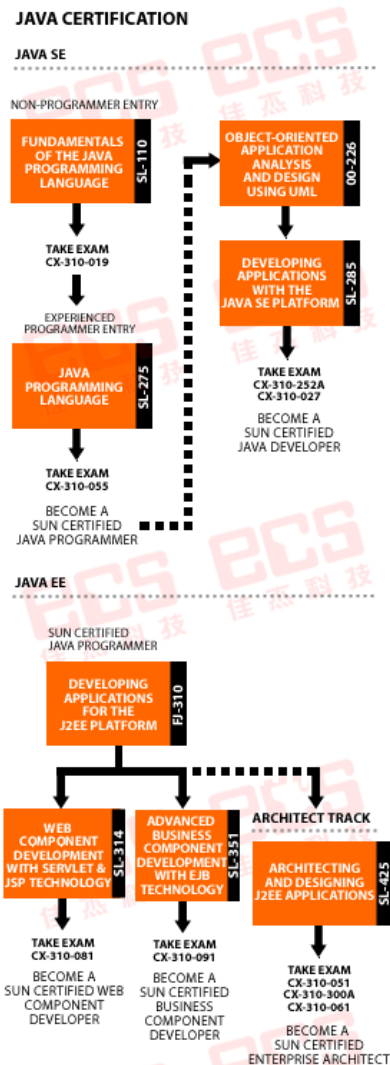 JAVA CERTIFICATION
JAVA SE
NON-PROGRAMMER ENTRY
FUNDAMENTALS
OF THE JAVA
PROGRAMMING
LANGUAGE
SL-110
TAKE EXAM
CX-310-019
EXPERIENCED
PROGRAMMER ENTRY
JAVA
PROGRAMMING
LANGUAGE
SL-275
TAKE EXAM
CX-310-055
BECOME A
SUN CERTIFIED
JAVA PROGRAMMER
OBJECT-ORIENTED
APPLICATION
ANALYSIS
AND DESIGN
USING UML
OO-226
DEVELOPING
APPLICATIONS
WITH THE
JAVA SE PLATFORM
SL-285
TAKE EXAM
CX-310-252A
CX-310-027
BECOME A
SUN CERTIFIED
JAVA DEVELOPER
JAVA EE
SUN CERTIFIED
JAVA PROGRAMMER
DEVELOPING
APPLICATIONS
FOR THE
J2EE PLATFORM
FJ-310
WEB
COMPONENT
DEVELOPMENT
WITH SERVLET &
JSP TECHNOLOGY
SL-314
TAKE EXAM
CX-310-081
BECOME A
SUN CERTIFIED WEB
COMPONENT
DEVELOPER
ADVANCED
BUSINESS
COMPONENT
DEVELOPMENT
WITH EJB
TECHNOLOGY
SL-351
TAKE EXAM
CX-310-091
BECOME A
SUN CERTIFIED
BUSINESS
COMPONENT
DEVELOPER
ARCHITECT TRACK
ARCHITECTING
AND DESIGNING
J2EE APPLICATIONS
SL-425
TAKE EXAM
CX-310-051
CX-310-300A
CX-310-061
BECOME A
SUN CERTIFIED
ENTERPRISE ARCHITECT
ecs
佳杰科技